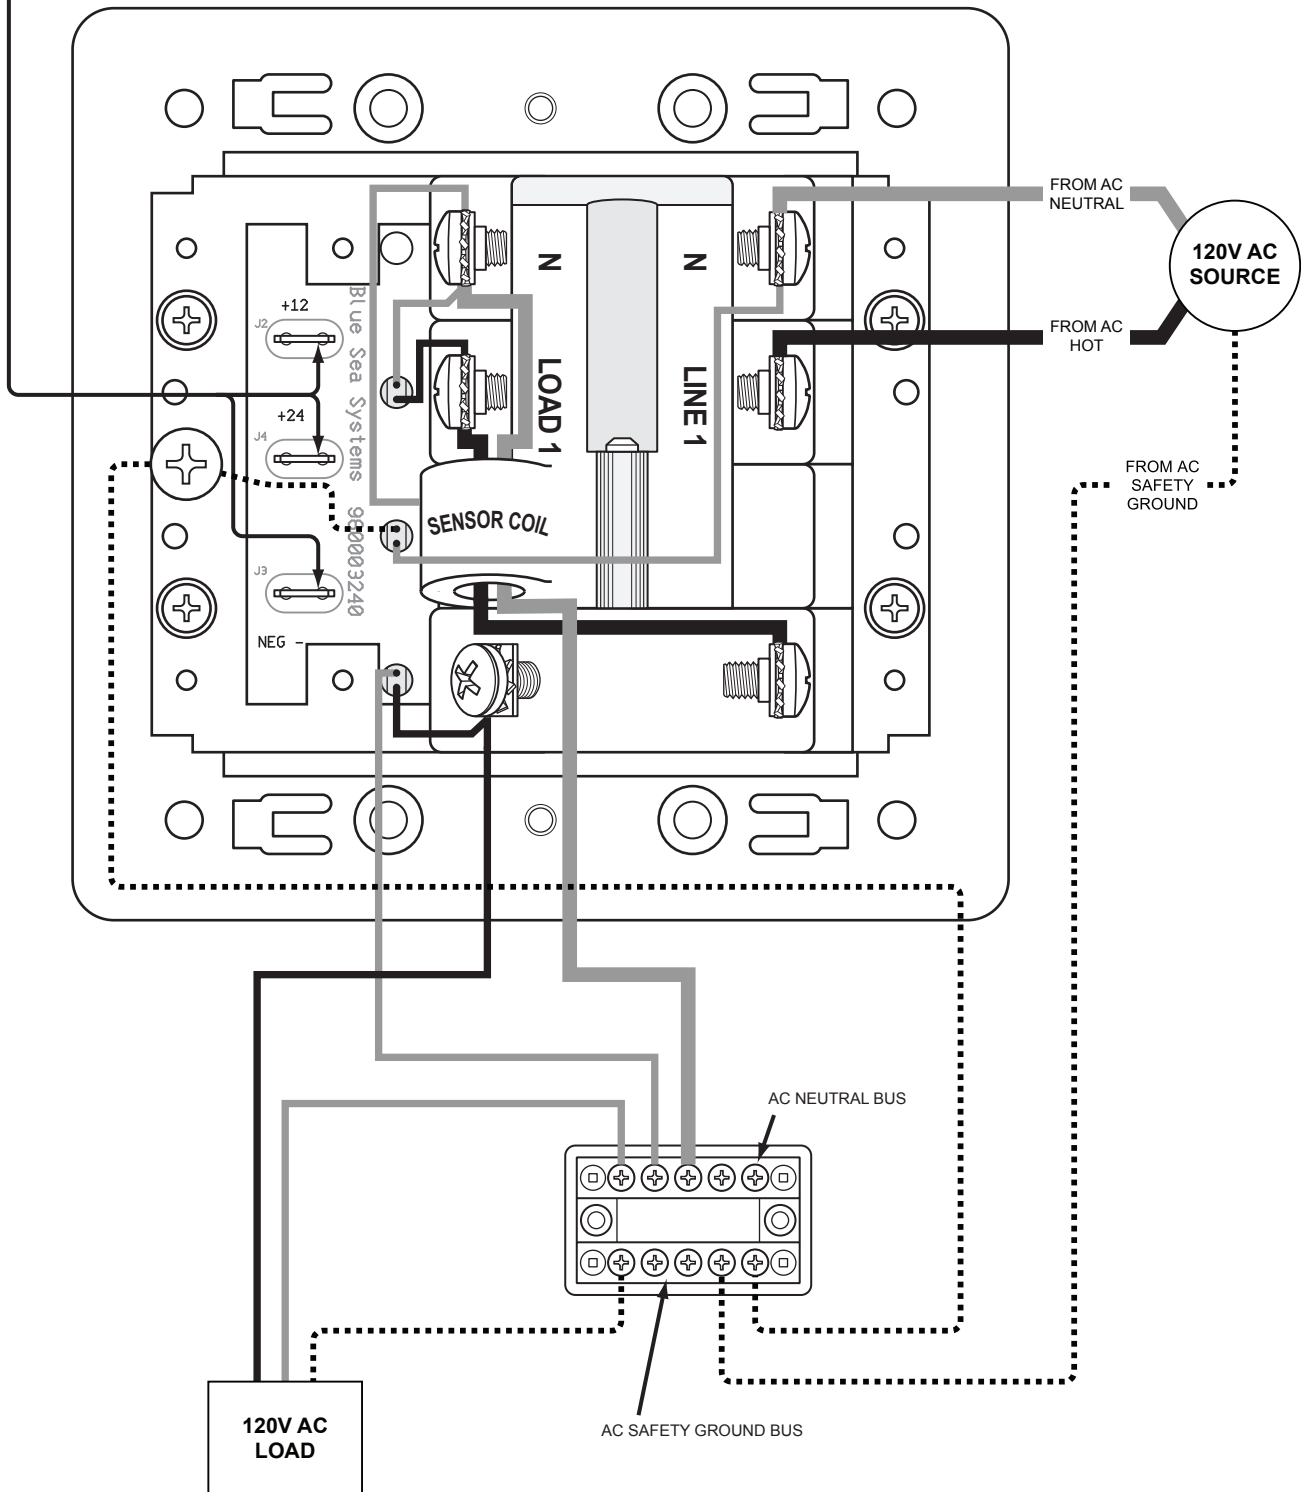 FROM AC
NEUTRAL
120V AC
SOURCE
FROM AC
HOT
FROM AC
SAFETY
GROUND
N
N
LOAD 1
LINE 1
+12
J2
+24
J4
J3
NEG -
Blue Sea Systems 9800003240
SENSOR COIL
AC NEUTRAL BUS
AC SAFETY GROUND BUS
120V AC
LOAD